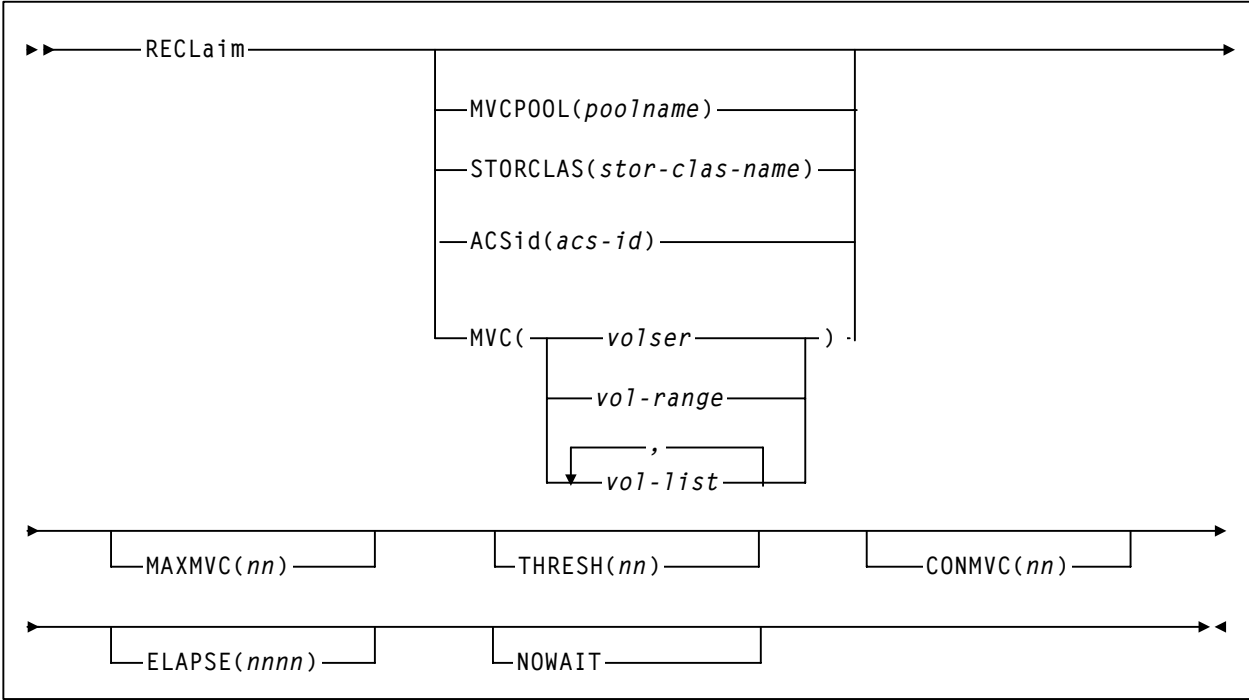 RECLaim
MVCPOOL(poolname)
STORCLAS(stor-clas-name)
ACSid(acs-id)
MVC( volser )
vol-range
,
vol-list
MAXMVC(nn) THRESH(nn) CONMVC(nn)
ELAPSE(nnnn) NOWAIT